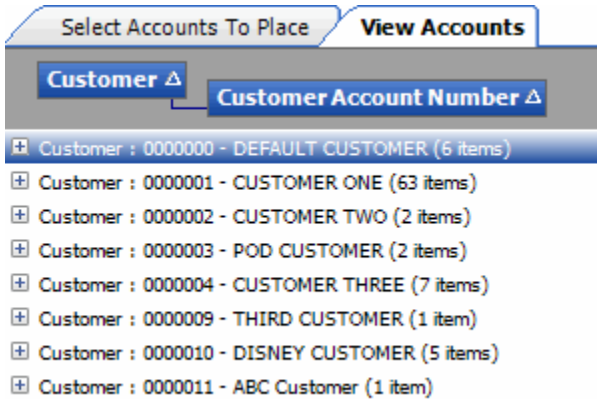 Select Accounts To Place View Accounts
Customer
Customer Account Number
Customer : 0000000 - DEFAULT CUSTOMER (6 items)
Customer : 0000001 - CUSTOMER ONE (63 items)
Customer : 0000002 - CUSTOMER TWO (2 items)
Customer : 0000003 - POD CUSTOMER (2 items)
Customer : 0000004 - CUSTOMER THREE (7 items)
Customer : 0000009 - THIRD CUSTOMER (1 item)
Customer : 0000010 - DISNEY CUSTOMER (5 items)
Customer : 0000011 - ABC Customer (1 item)